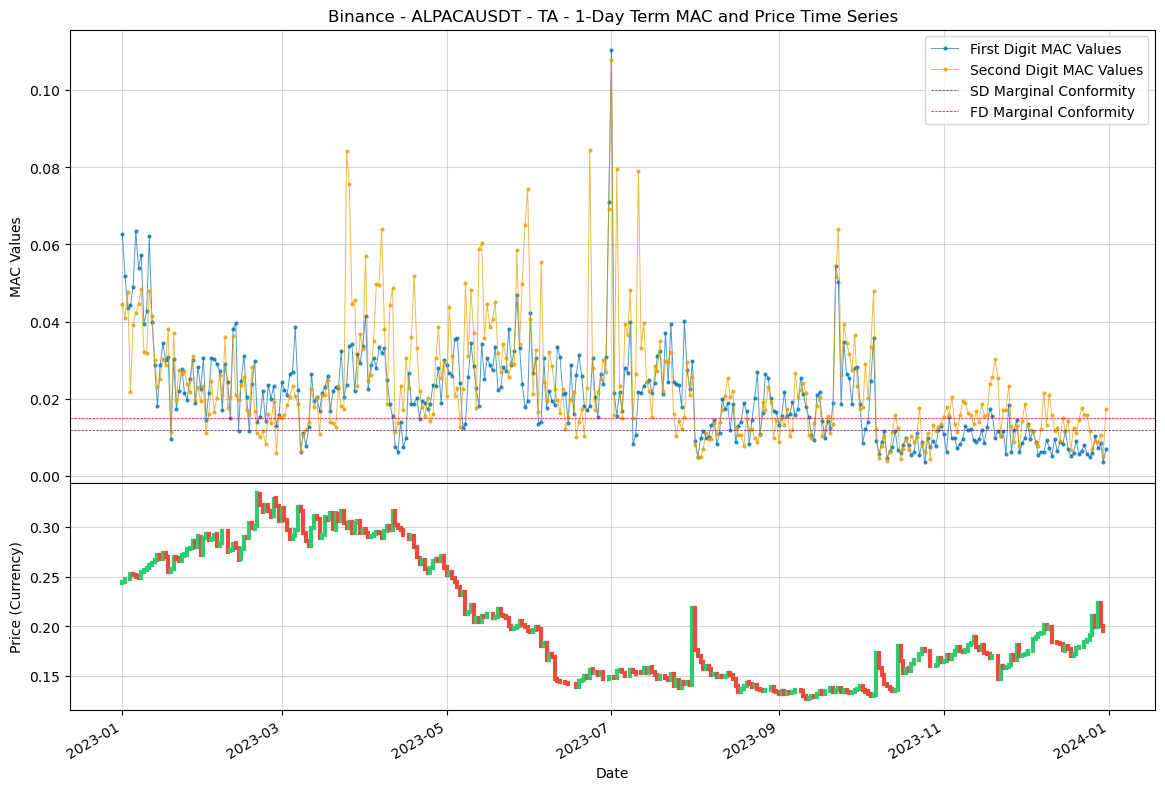 Binance - ALPACAUSDT - TA - 1-Day Term MAC and Price Time Series
First Digit MAC Values
Second Digit MAC Values
SD Marginal Conformity
FD Marginal Conformity
MAC Values
0.10
0.08
0.06
0.04
0.02
0.00
Price (Currency)
0.30
0.25
0.20
0.15
2023-01
2023-03
2023-05
2023-07
2023-09
2023-11
2024-01
Date